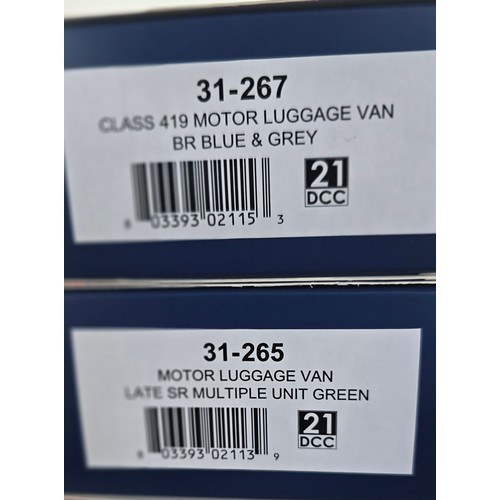 31-267
CLASS 419 MOTOR LUGGAGE VAN
BR BLUE & GREY
21
DCC
8 03393 02115 3
31-265
MOTOR LUGGAGE VAN
LATE SR MULTIPLE UNIT GREEN
21
DCC
8 03393 02113 9